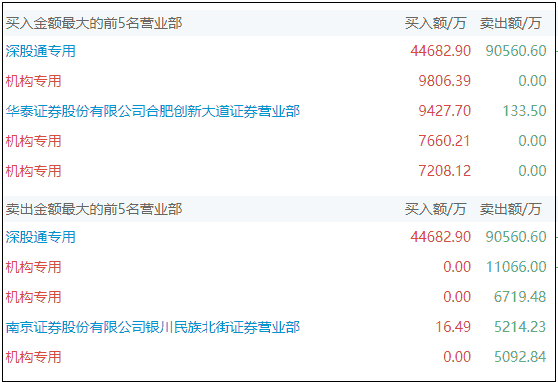 买入金额最大的前5名营业部 买入额/万 卖出额/万
深股通专用 44682.90 90560.60
机构专用 9806.39 0.00
华泰证券股份有限公司合肥创新大道证券营业部 9427.70 133.50
机构专用 7660.21 0.00
机构专用 7208.12 0.00
卖出金额最大的前5名营业部 买入额/万 卖出额/万
深股通专用 44682.90 90560.60
机构专用 0.00 11066.00
机构专用 0.00 6719.48
南京证券股份有限公司银川民族北街证券营业部 16.49 5214.23
机构专用 0.00 5092.84